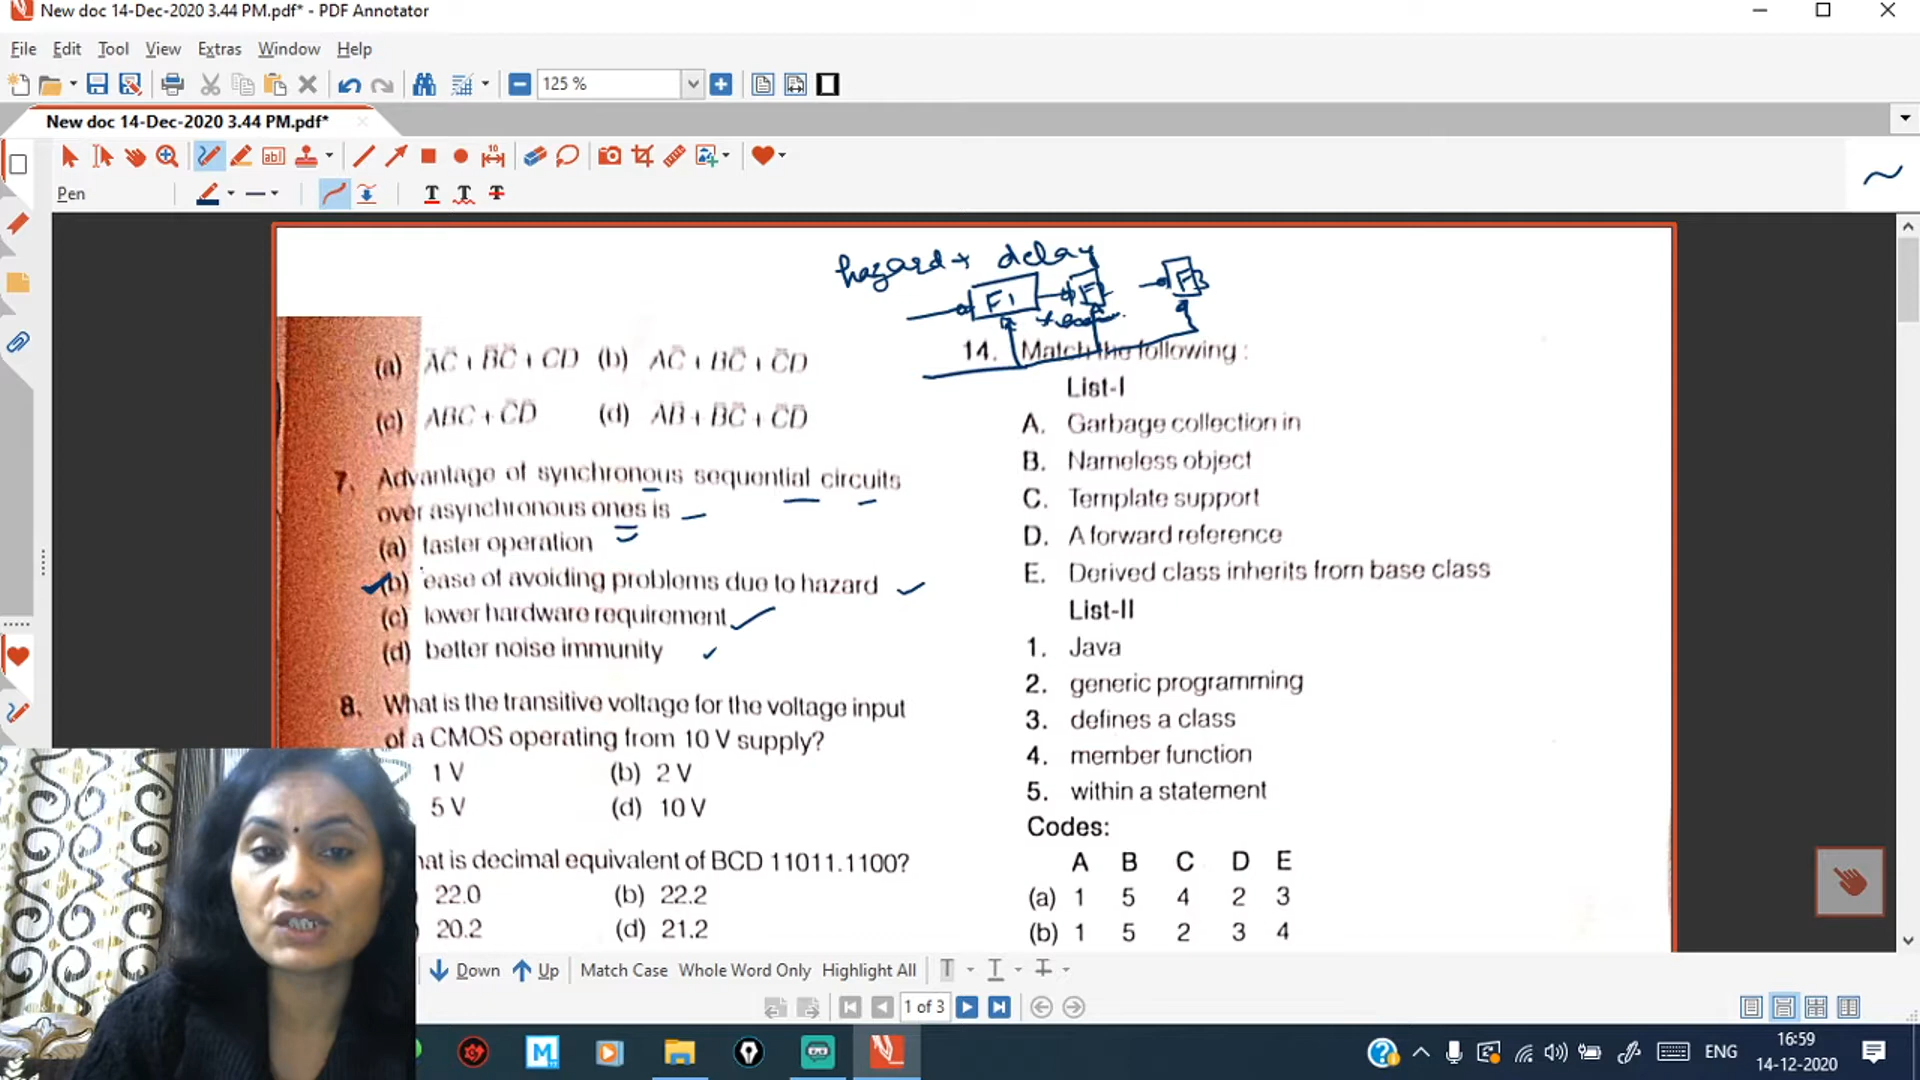 New doc 14-Dec-2020 3.44 PM.pdf* - PDF Annotator
File Edit Tool View Extras Window Help
125 %
New doc 14-Dec-2020 3.44 PM.pdf*
10
Pen
hazard + delay
F1
14. Match the following :
(a) A̅C̅ + B̅C̅ + CD (b) AC̅ + BC̅ + C̅D
List-I
(c) ABC + C̅D̅ (d) AB̅ + B̅C̅ + C̅D̅
A. Garbage collection in
B. Nameless object
7. Advantage of synchronous sequential circuits
over asynchronous ones is
C. Template support
(a) faster operation
D. A forward reference
(b) ease of avoiding problems due to hazard
E. Derived class inherits from base class
(c) lower hardware requirement
List-II
(d) better noise immunity
1. Java
2. generic programming
8. What is the transitive voltage for the voltage input
of a CMOS operating from 10 V supply?
3. defines a class
4. member function
1 V (b) 2 V
5. within a statement
5 V (d) 10 V
Codes:
at is decimal equivalent of BCD 11011.1100?
A B C D E
22.0 (b) 22.2
(a) 1 5 4 2 3
20.2 (d) 21.2
(b) 1 5 2 3 4
Down Up Match Case Whole Word Only Highlight All
1 of 3
ENG
16:59
14-12-2020